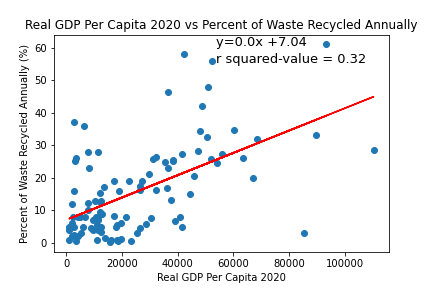 Real GDP Per Capita 2020 vs Percent of Waste Recycled Annually
y=0.0x +7.04
r squared-value = 0.32
Percent of Waste Recycled Annually (%)
60
50
40
30
20
10
0
0 20000 40000 60000 80000 100000
Real GDP Per Capita 2020